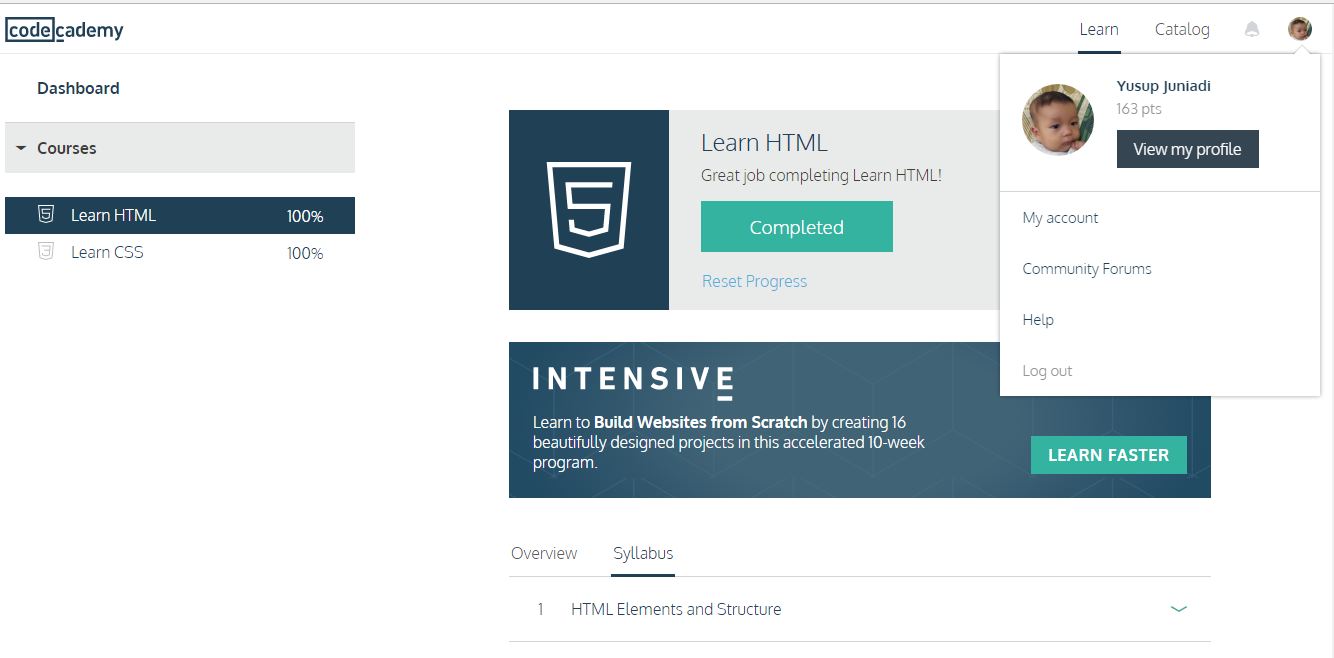 codecademy
Learn
Catalog
Dashboard
Courses
Learn HTML 100%
Learn CSS 100%
Learn HTML
Great job completing Learn HTML!
Completed
Reset Progress
Yusup Juniadi
163 pts
View my profile
My account
Community Forums
Help
Log out
INTENSIVE
Learn to Build Websites from Scratch by creating 16
beautifully designed projects in this accelerated 10-week
program.
LEARN FASTER
Overview
Syllabus
1 HTML Elements and Structure